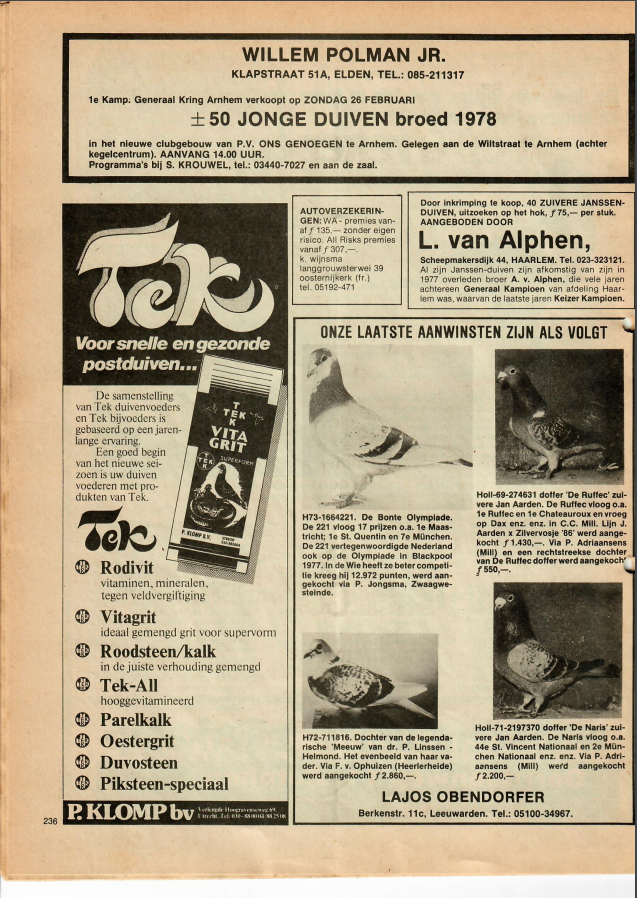 WILLEM POLMAN JR.
KLAPSTRAAT 51A, ELDEN, TEL.: 085-211317
1e Kamp. Generaal Kring Arnhem verkoopt op ZONDAG 26 FEBRUARI
±50 JONGE DUIVEN broed 1978
in het nieuwe clubgebouw van P.V. ONS GENOEGEN te Arnhem. Gelegen aan de Wiltstraat te Arnhem (achter
kegelcentrum). AANVANG 14.00 UUR.
Programma's bij S. KROUWEL, tel.: 03440-7027 en aan de zaal.
Tek
Voor snelle en gezonde
postduiven...
De samenstelling
van Tek duivenvoeders
en Tek bijvoeders is
gebaseerd op een jaren-
lange ervaring.
Een goed begin
van het nieuwe sei-
zoen is uw duiven
voederen met pro-
dukten van Tek.
T
TEK
K
VITA
GRIT
SUPERFORM
T
TEK
K
P. KLOMP B.V.
Tek
Rodivit
vitaminen, mineralen,
tegen veldvergiftiging
Vitagrit
ideaal gemengd grit voor supervorm
Roodsteen/kalk
in de juiste verhouding gemengd
Tek-All
hooggevitamineerd
Parelkalk
Oestergrit
Duvosteen
Piksteen-speciaal
P. KLOMP bv
Verlengde Hoogravenseweg 69,
Utrecht. Tel. 030 - 88 00 04/88 25 08
AUTOVERZEKERIN-
GEN: WA - premies van-
af ƒ 135,— zonder eigen
risico. All Risks premies
vanaf ƒ 307,—.
k. wijnsma
langgrouwsterwei 39
oosternijkerk (fr.)
tel. 05192-471
Door inkrimping te koop, 40 ZUIVERE JANSSEN-
DUIVEN, uitzoeken op het hok, ƒ 75,— per stuk.
AANGEBODEN DOOR
L. van Alphen,
Scheepmakersdijk 44, HAARLEM. Tel. 023-323121.
Al zijn Janssen-duiven zijn afkomstig van zijn in
1977 overleden broer A. v. Alphen, die vele jaren
achtereen Generaal Kampioen van afdeling Haar-
lem was, waarvan de laatste jaren Keizer Kampioen.
ONZE LAATSTE AANWINSTEN ZIJN ALS VOLGT
H73-1664221. De Bonte Olympiade.
De 221 vloog 17 prijzen o.a. 1e Maas-
tricht; 1e St. Quentin en 7e München.
De 221 vertegenwoordigde Nederland
ook op de Olympiade in Blackpool
1977. In de Wie heeft ze beter competi-
tie kreeg hij 12.972 punten, werd aan-
gekocht via P. Jongsma, Zwaagwe-
steinde.
Holl-69-274631 doffer 'De Ruffec' zui-
vere Jan Aarden. De Ruffec vloog o.a.
1e Ruffec en 1e Chateauroux en vroeg
op Dax enz. enz. in C.C. Mill. Lijn J.
Aarden x Zilvervosje '86' werd aange-
kocht ƒ 1.430,—. Via P. Adriaansens
(Mill) en een rechtstreekse dochter
van De Ruffec doffer werd aangekocht
ƒ 550,—.
H72-711816. Dochter van de legenda-
rische 'Meeuw' van dr. P. Linssen -
Helmond. Het evenbeeld van haar va-
der. Via F. v. Ophuizen (Heerlerheide)
werd aangekocht ƒ 2.860,—.
Holl-71-2197370 doffer 'De Naris' zui-
vere Jan Aarden. De Naris vloog o.a.
44e St. Vincent Nationaal en 2e Mün-
chen Nationaal enz. enz. Via P. Adri-
aansens (Mill) werd aangekocht
ƒ 2.200,—
LAJOS OBENDORFER
Berkenstr. 11c, Leeuwarden. Tel.: 05100-34967.
236